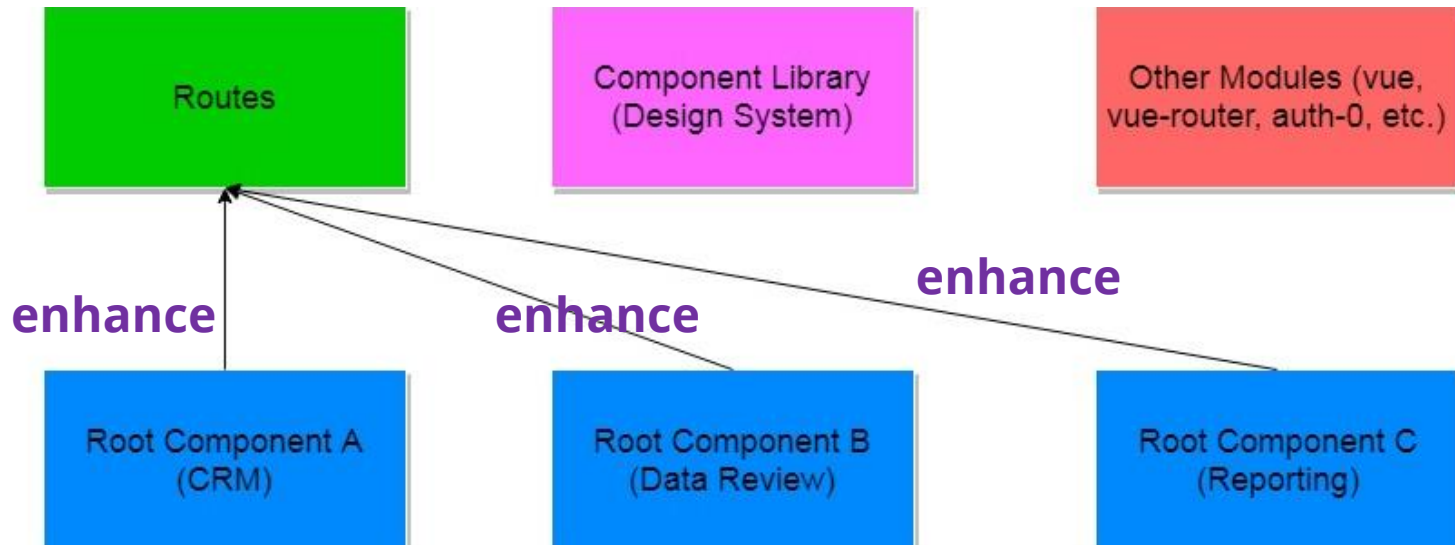 Routes
Component Library
(Design System)
Other Modules (vue,
vue-router, auth-0, etc.)
enhance
enhance
enhance
Root Component A
(CRM)
Root Component B
(Data Review)
Root Component C
(Reporting)